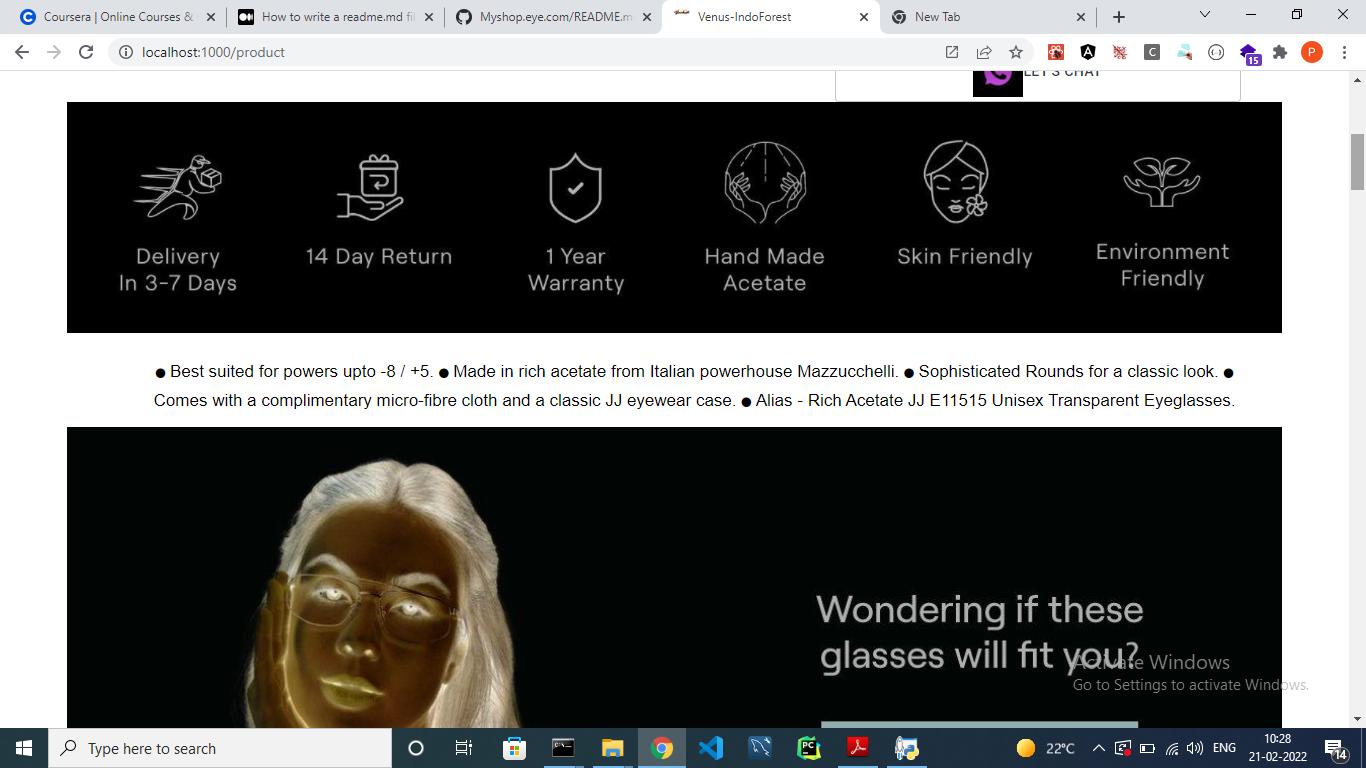 Coursera | Online Courses &
How to write a readme.md fil
Myshop.eye.com/README.m
Venus-IndoForest
New Tab
localhost:1000/product
15
P
LET'S CHAT
Delivery
In 3-7 Days
14 Day Return
1 Year
Warranty
Hand Made
Acetate
Skin Friendly
Environment
Friendly
● Best suited for powers upto -8 / +5. ● Made in rich acetate from Italian powerhouse Mazzucchelli. ● Sophisticated Rounds for a classic look. ●
Comes with a complimentary micro-fibre cloth and a classic JJ eyewear case. ● Alias - Rich Acetate JJ E11515 Unisex Transparent Eyeglasses.
Wondering if these
glasses will fit you?
Activate Windows
Go to Settings to activate Windows.
Type here to search
22°C
ENG
10:28
21-02-2022
14